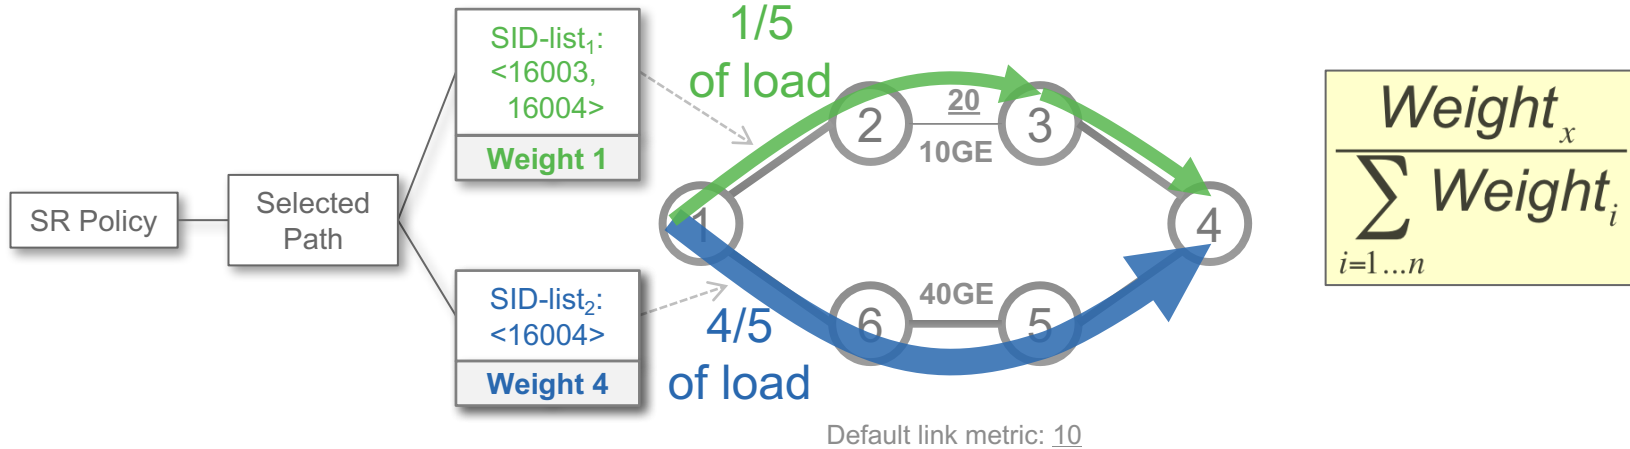 SR Policy
Selected
Path
SID-list₁:
<16003,
16004>
Weight 1
SID-list₂:
<16004>
Weight 4
1/5
of load
4/5
of load
1
2
3
4
5
6
20
10GE
40GE
Default link metric: 10
Weightₓ
∑ Weightᵢ
i=1...n